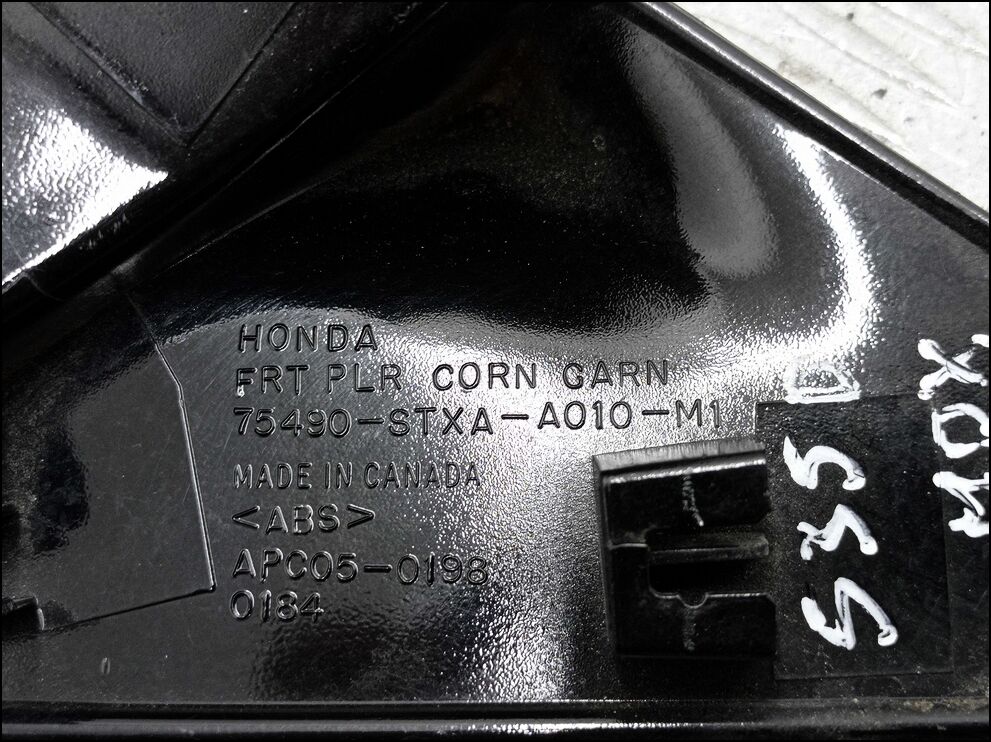 HONDA
FRT PLR CORN GARN
75490-STXA-A010-M1
MADE IN CANADA
<ABS>
APC05-0198
0184